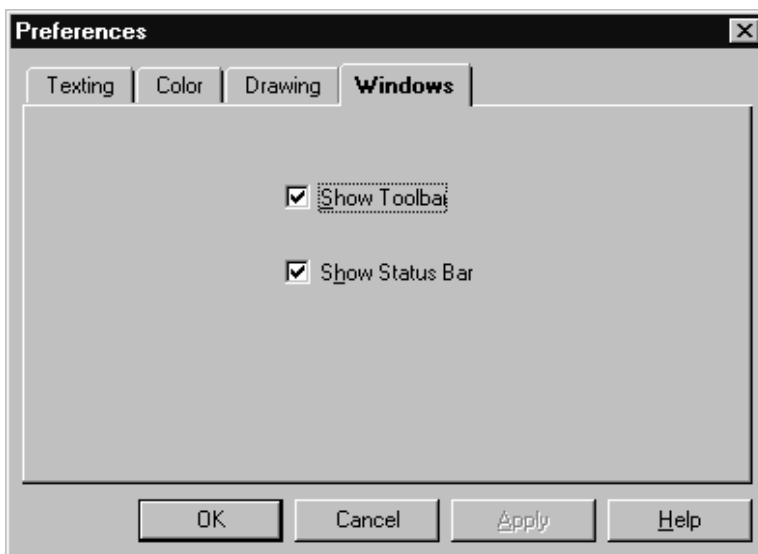 Preferences
Texting Color Drawing Windows
Show Toolbar
Show Status Bar
OK Cancel Apply Help